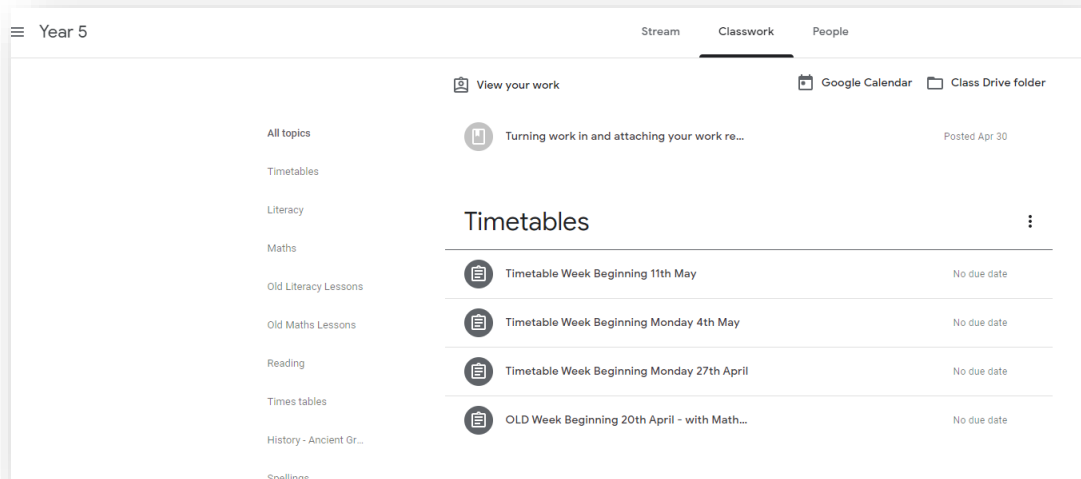 Year 5
Stream Classwork People
View your work
Google Calendar Class Drive folder
All topics
Timetables
Literacy
Maths
Old Literacy Lessons
Old Maths Lessons
Reading
Times tables
History - Ancient Gr...
Spellings
Turning work in and attaching your work re... Posted Apr 30
Timetables
Timetable Week Beginning 11th May No due date
Timetable Week Beginning Monday 4th May No due date
Timetable Week Beginning Monday 27th April No due date
OLD Week Beginning 20th April - with Math... No due date